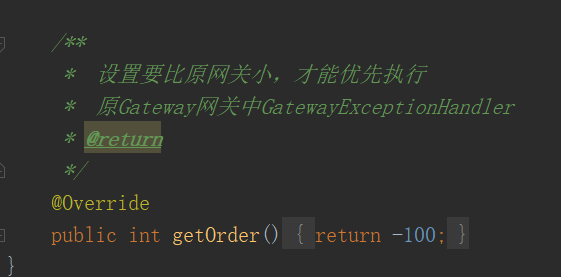 /**
 *  设置要比原网关小，才能优先执行
 *  原Gateway网关中GatewayExceptionHandler
 * @return
 */
@Override
public int getOrder() { return -100; }
}